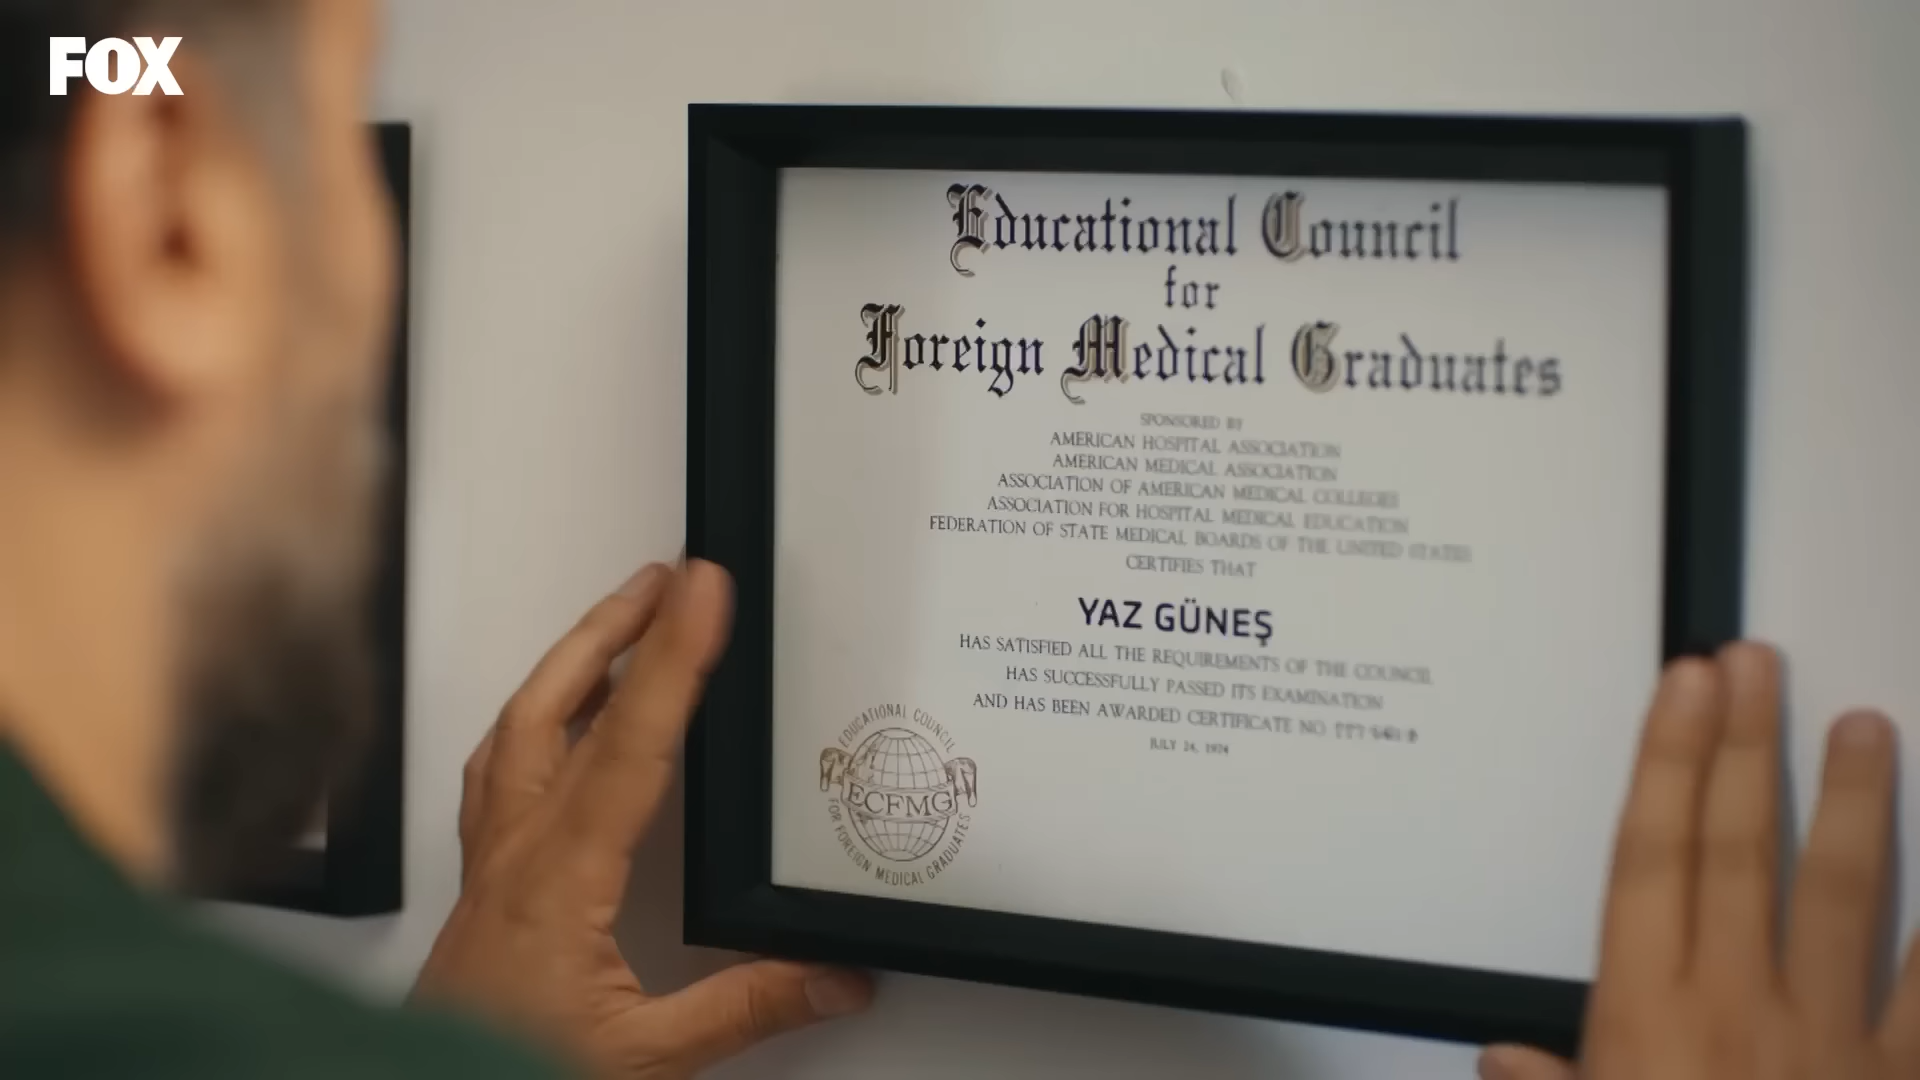 FOX
Educational Council
for
Foreign Medical Graduates
SPONSORED BY
AMERICAN HOSPITAL ASSOCIATION
AMERICAN MEDICAL ASSOCIATION
ASSOCIATION OF AMERICAN MEDICAL COLLEGES
ASSOCIATION FOR HOSPITAL MEDICAL EDUCATION
FEDERATION OF STATE MEDICAL BOARDS OF THE UNITED STATES
CERTIFIES THAT
YAZ GÜNEŞ
HAS SATISFIED ALL THE REQUIREMENTS OF THE COUNCIL
HAS SUCCESSFULLY PASSED ITS EXAMINATION
AND HAS BEEN AWARDED CERTIFICATE NO
JULY 24, 1974
EDUCATIONAL COUNCIL
ECFMG
FOR FOREIGN MEDICAL GRADUATES